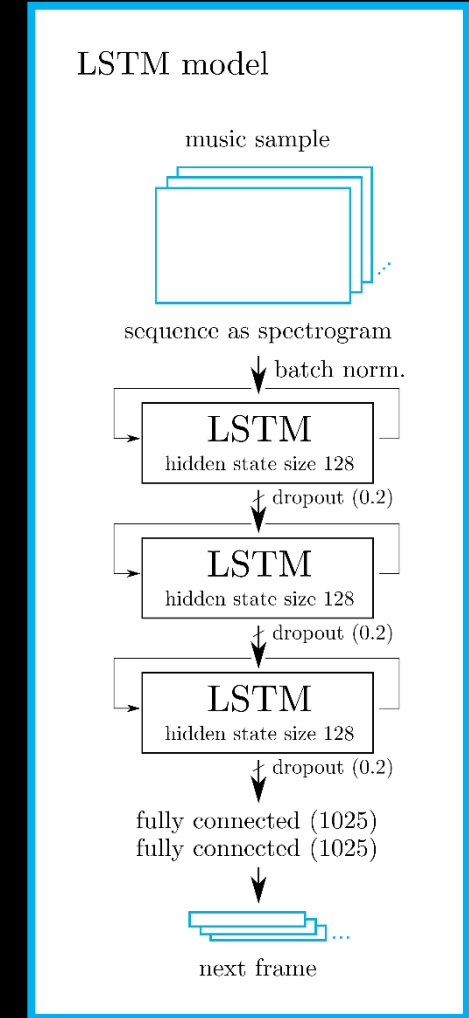 LSTM model
music sample
sequence as spectrogram
batch norm.
LSTM
hidden state size 128
dropout (0.2)
LSTM
hidden state size 128
dropout (0.2)
LSTM
hidden state size 128
dropout (0.2)
fully connected (1025)
fully connected (1025)
next frame